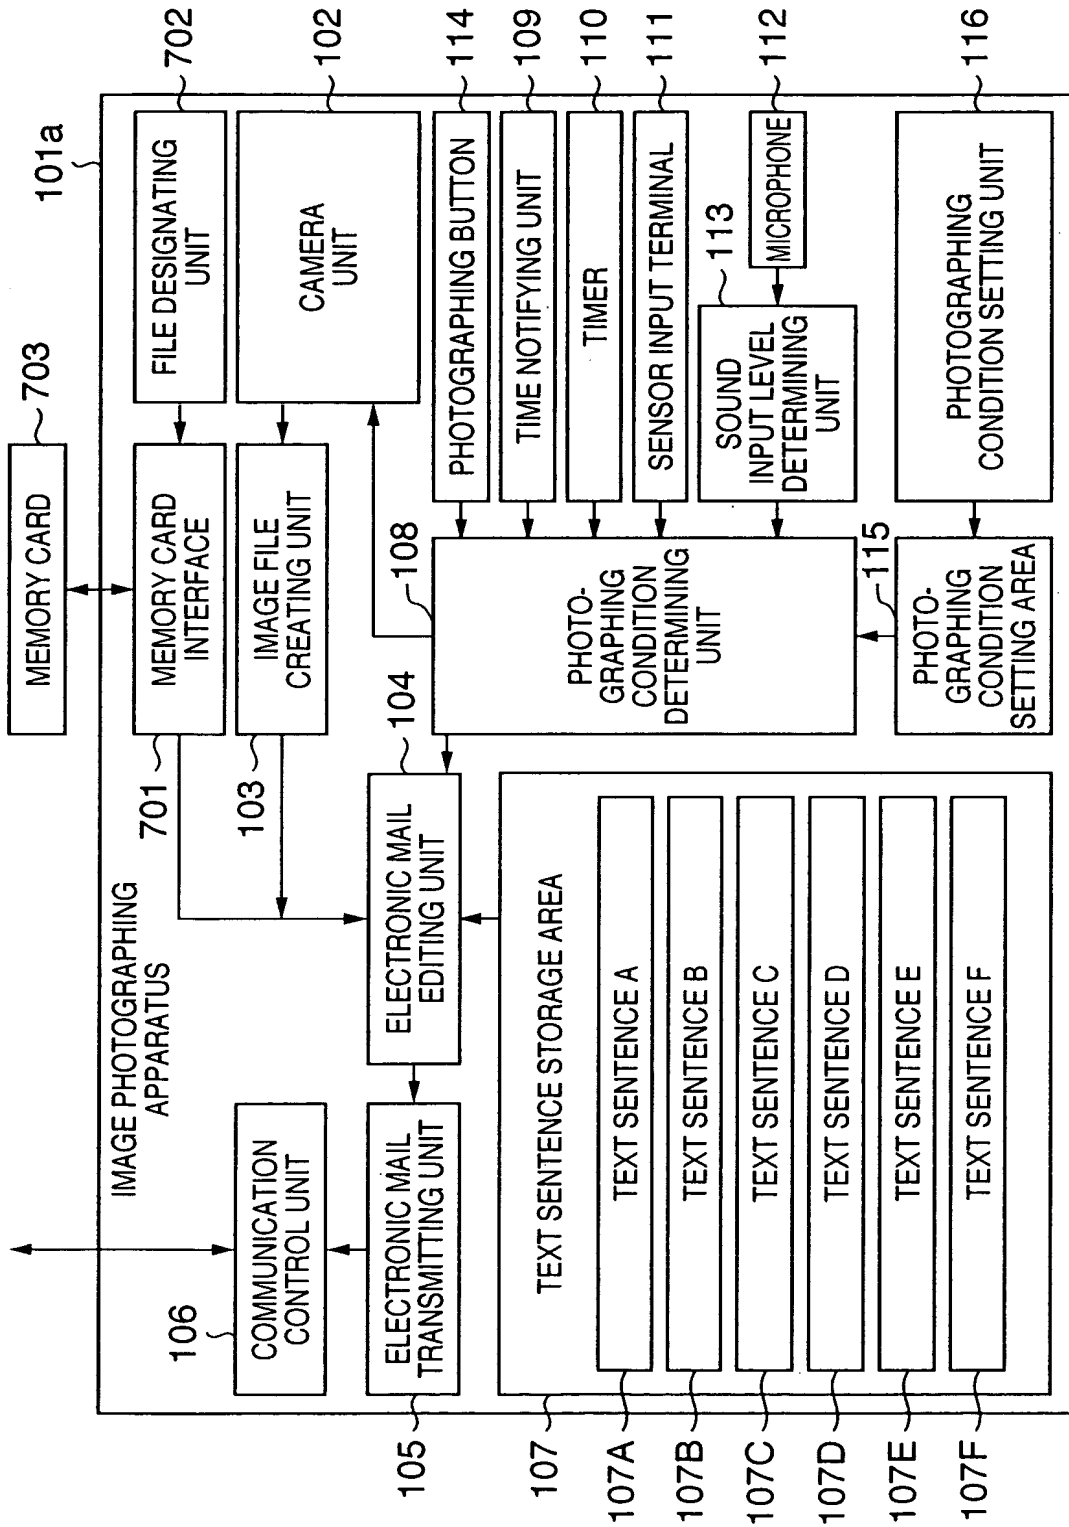 703
MEMORY CARD
101a
IMAGE PHOTOGRAPHING
APPARATUS
106
COMMUNICATION
CONTROL UNIT
701
MEMORY CARD
INTERFACE
FILE DESIGNATING
UNIT
702
103
IMAGE FILE
CREATING UNIT
CAMERA
UNIT
102
105
ELECTRONIC MAIL
TRANSMITTING UNIT
104
ELECTRONIC MAIL
EDITING UNIT
108
PHOTO-
GRAPHING
CONDITION
DETERMINING
UNIT
PHOTOGRAPHING BUTTON
114
TIME NOTIFYING UNIT
109
TIMER
110
SENSOR INPUT TERMINAL
111
113
SOUND
INPUT LEVEL
DETERMINING
UNIT
MICROPHONE
112
115
PHOTO-
GRAPHING
CONDITION
SETTING AREA
PHOTOGRAPHING
CONDITION SETTING UNIT
116
107
TEXT SENTENCE STORAGE AREA
107A
TEXT SENTENCE A
107B
TEXT SENTENCE B
107C
TEXT SENTENCE C
107D
TEXT SENTENCE D
107E
TEXT SENTENCE E
107F
TEXT SENTENCE F